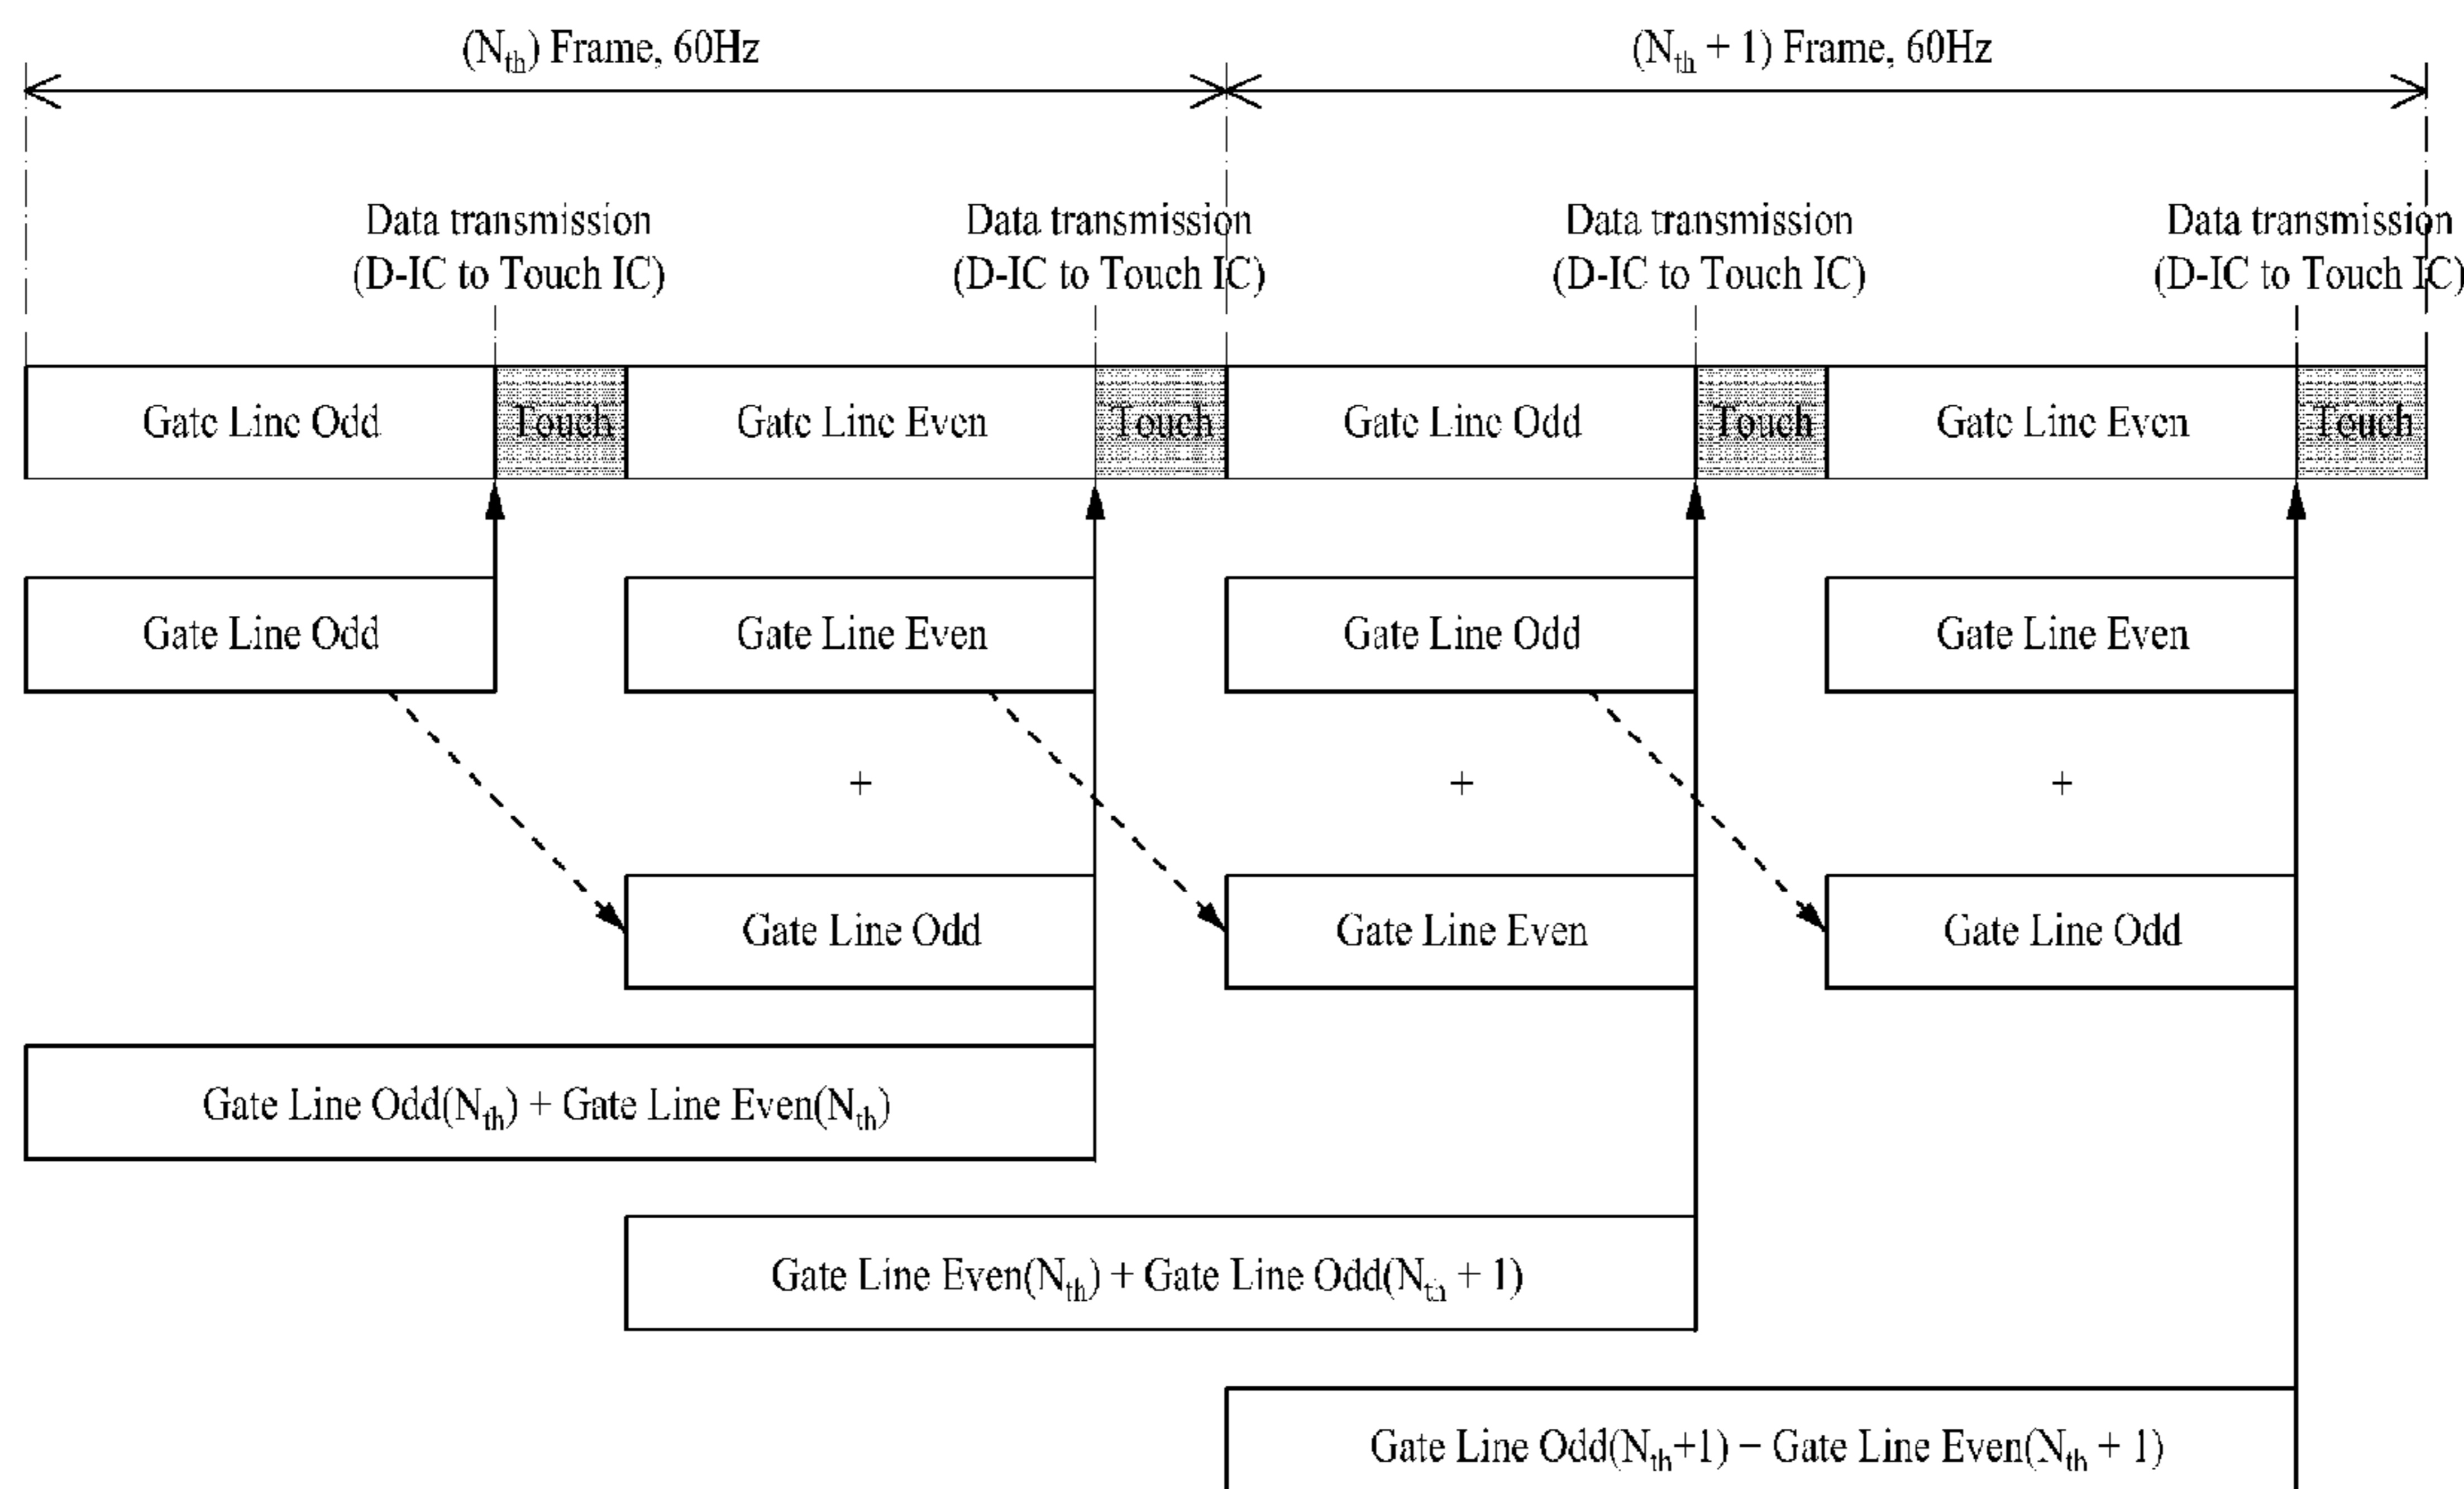 (Nth) Frame, 60Hz
(Nth + 1) Frame, 60Hz
Data transmission
(D-IC to Touch IC)
Data transmission
(D-IC to Touch IC)
Data transmission
(D-IC to Touch IC)
Data transmission
(D-IC to Touch IC)
Gate Line Odd
Touch
Gate Line Even
Touch
Gate Line Odd
Touch
Gate Line Even
Touch
Gate Line Odd
Gate Line Even
Gate Line Odd
Gate Line Even
+
+
+
Gate Line Odd
Gate Line Even
Gate Line Odd
Gate Line Odd(Nth) + Gate Line Even(Nth)
Gate Line Even(Nth) + Gate Line Odd(Nth + 1)
Gate Line Odd(Nth+1) − Gate Line Even(Nth + 1)